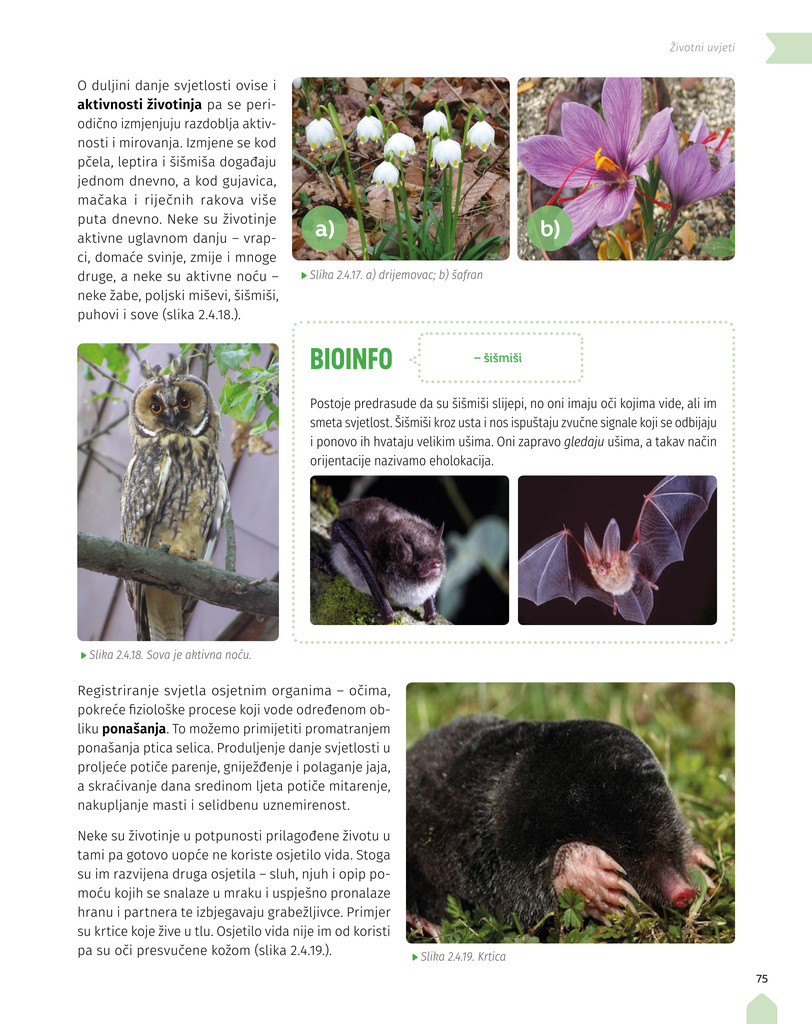 Životni uvjeti
O duljini danje svjetlosti ovise i
aktivnosti životinja pa se peri-
odično izmjenjuju razdoblja aktiv-
nosti i mirovanja. Izmjene se kod
pčela, leptira i šišmiša događaju
jednom dnevno, a kod gujavica,
mačaka i riječnih rakova više
puta dnevno. Neke su životinje
aktivne uglavnom danju – vrap-
ci, domaće svinje, zmije i mnoge
druge, a neke su aktivne noću –
neke žabe, poljski miševi, šišmiši,
puhovi i sove (slika 2.4.18.).
a)
b)
Slika 2.4.17. a) drijemovac; b) šafran
BIOINFO
– šišmiši
Postoje predrasude da su šišmiši slijepi, no oni imaju oči kojima vide, ali im
smeta svjetlost. Šišmiši kroz usta i nos ispuštaju zvučne signale koji se odbijaju
i ponovo ih hvataju velikim ušima. Oni zapravo gledaju ušima, a takav način
orijentacije nazivamo eholokacija.
Slika 2.4.18. Sova je aktivna noću.
Registriranje svjetla osjetnim organima – očima,
pokreće fiziološke procese koji vode određenom ob-
liku ponašanja. To možemo primijetiti promatranjem
ponašanja ptica selica. Produljenje danje svjetlosti u
proljeće potiče parenje, gniježđenje i polaganje jaja,
a skraćivanje dana sredinom ljeta potiče mitarenje,
nakupljanje masti i selidbenu uznemirenost.
Neke su životinje u potpunosti prilagođene životu u
tami pa gotovo uopće ne koriste osjetilo vida. Stoga
su im razvijena druga osjetila – sluh, njuh i opip po-
moću kojih se snalaze u mraku i uspješno pronalaze
hranu i partnera te izbjegavaju grabežljivce. Primjer
su krtice koje žive u tlu. Osjetilo vida nije im od koristi
pa su oči presvučene kožom (slika 2.4.19.).
Slika 2.4.19. Krtica
75